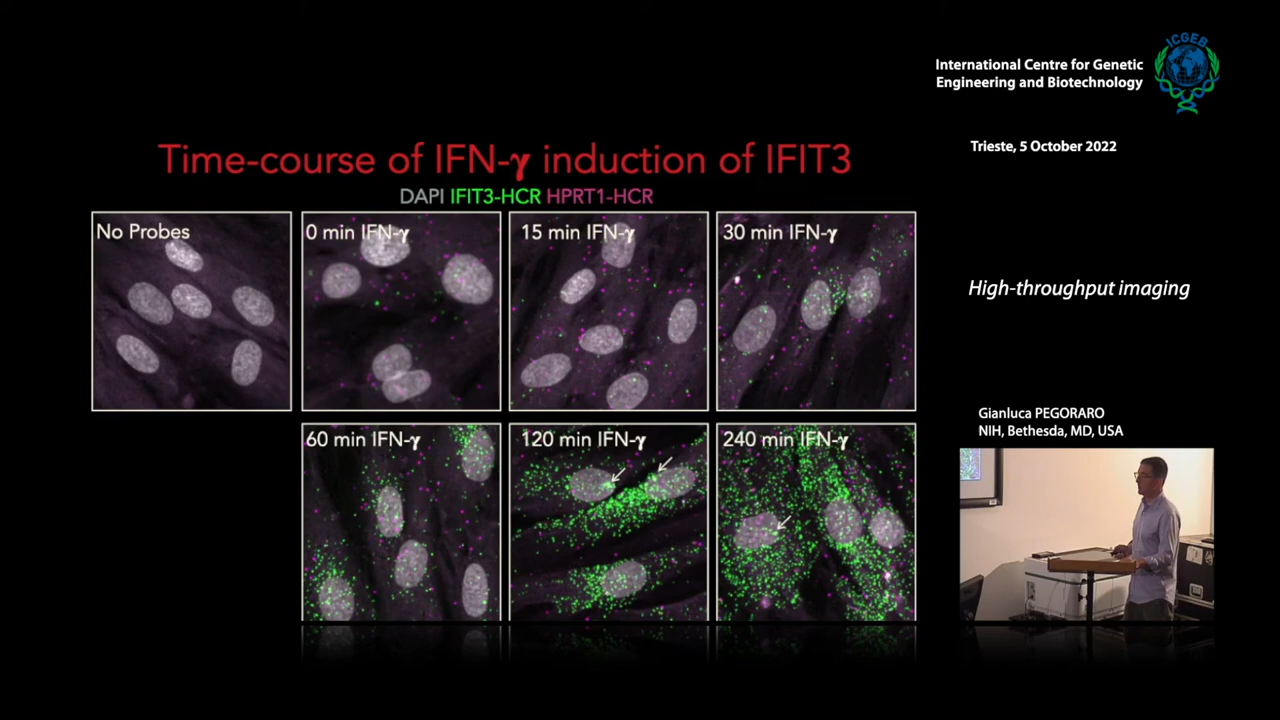 ICGEB
International Centre for Genetic
Engineering and Biotechnology
Trieste, 5 October 2022
Time-course of IFN-γ induction of IFIT3
DAPI IFIT3-HCR HPRT1-HCR
No Probes
0 min IFN-γ
15 min IFN-γ
30 min IFN-γ
60 min IFN-γ
120 min IFN-γ
240 min IFN-γ
High-throughput imaging
Gianluca PEGORARO
NIH, Bethesda, MD, USA